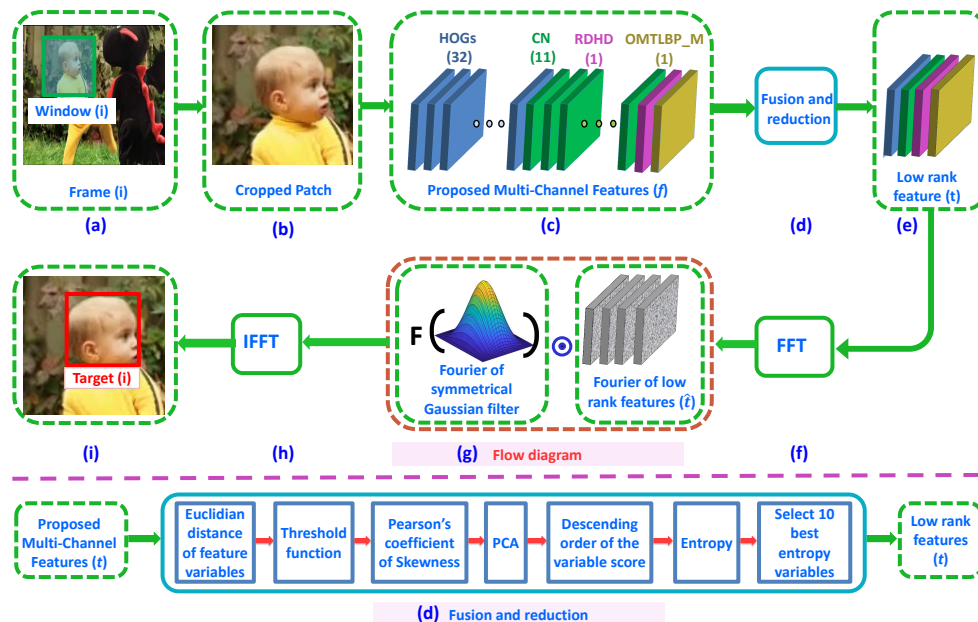 HOGs
(32)
CN
(11)
RDHD
(1)
OMTLBP_M
(1)
Window (i)
Frame (i)
(a)
Cropped Patch
(b)
Proposed Multi-Channel Features (f)
(c)
Fusion and
reduction
(d)
Low rank
feature (t)
(e)
Target (i)
(i)
IFFT
(h)
F ( )
Fourier of
symmetrical
Gaussian filter
(g)
Fourier of low
rank features (t̂)
Flow diagram
FFT
(f)
Proposed
Multi-Channel
Features (t)
Euclidian
distance
of feature
variables
Threshold
function
Pearson's
coefficient
of Skewness
PCA
Descending
order of the
variable score
Entropy
Select 10
best
entropy
variables
Low rank
features
(t)
(d) Fusion and reduction